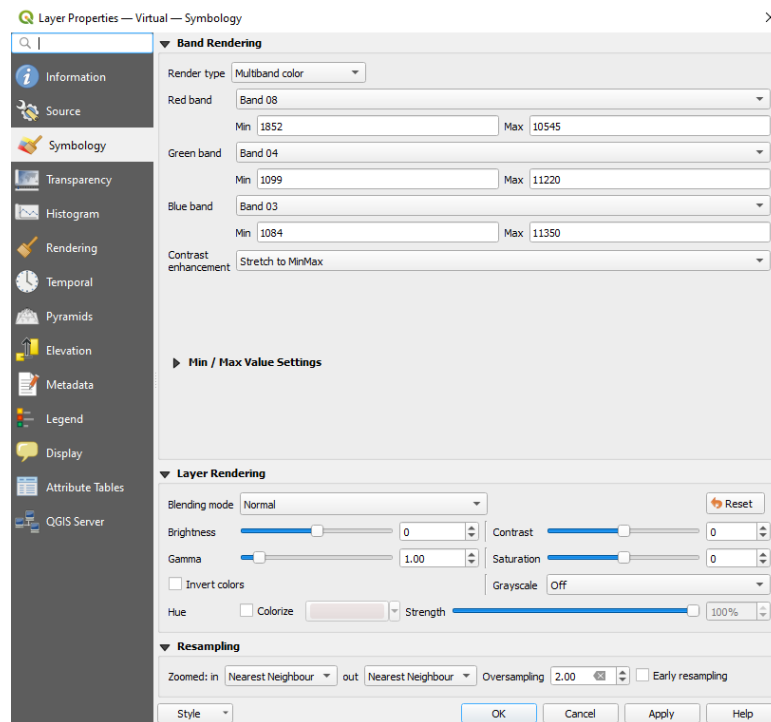 Layer Properties — Virtual — Symbology
Information
Source
Symbology
Transparency
Histogram
Rendering
Temporal
Pyramids
Elevation
Metadata
Legend
Display
Attribute Tables
QGIS Server
Band Rendering
Render type Multiband color
Red band Band 08
Min 1852 Max 10545
Green band Band 04
Min 1099 Max 11220
Blue band Band 03
Min 1084 Max 11350
Contrast
enhancement Stretch to MinMax
Min / Max Value Settings
Layer Rendering
Blending mode Normal Reset
Brightness 0 Contrast 0
Gamma 1.00 Saturation 0
Invert colors Grayscale Off
Hue Colorize Strength 100%
Resampling
Zoomed: in Nearest Neighbour out Nearest Neighbour Oversampling 2.00 Early resampling
Style OK Cancel Apply Help